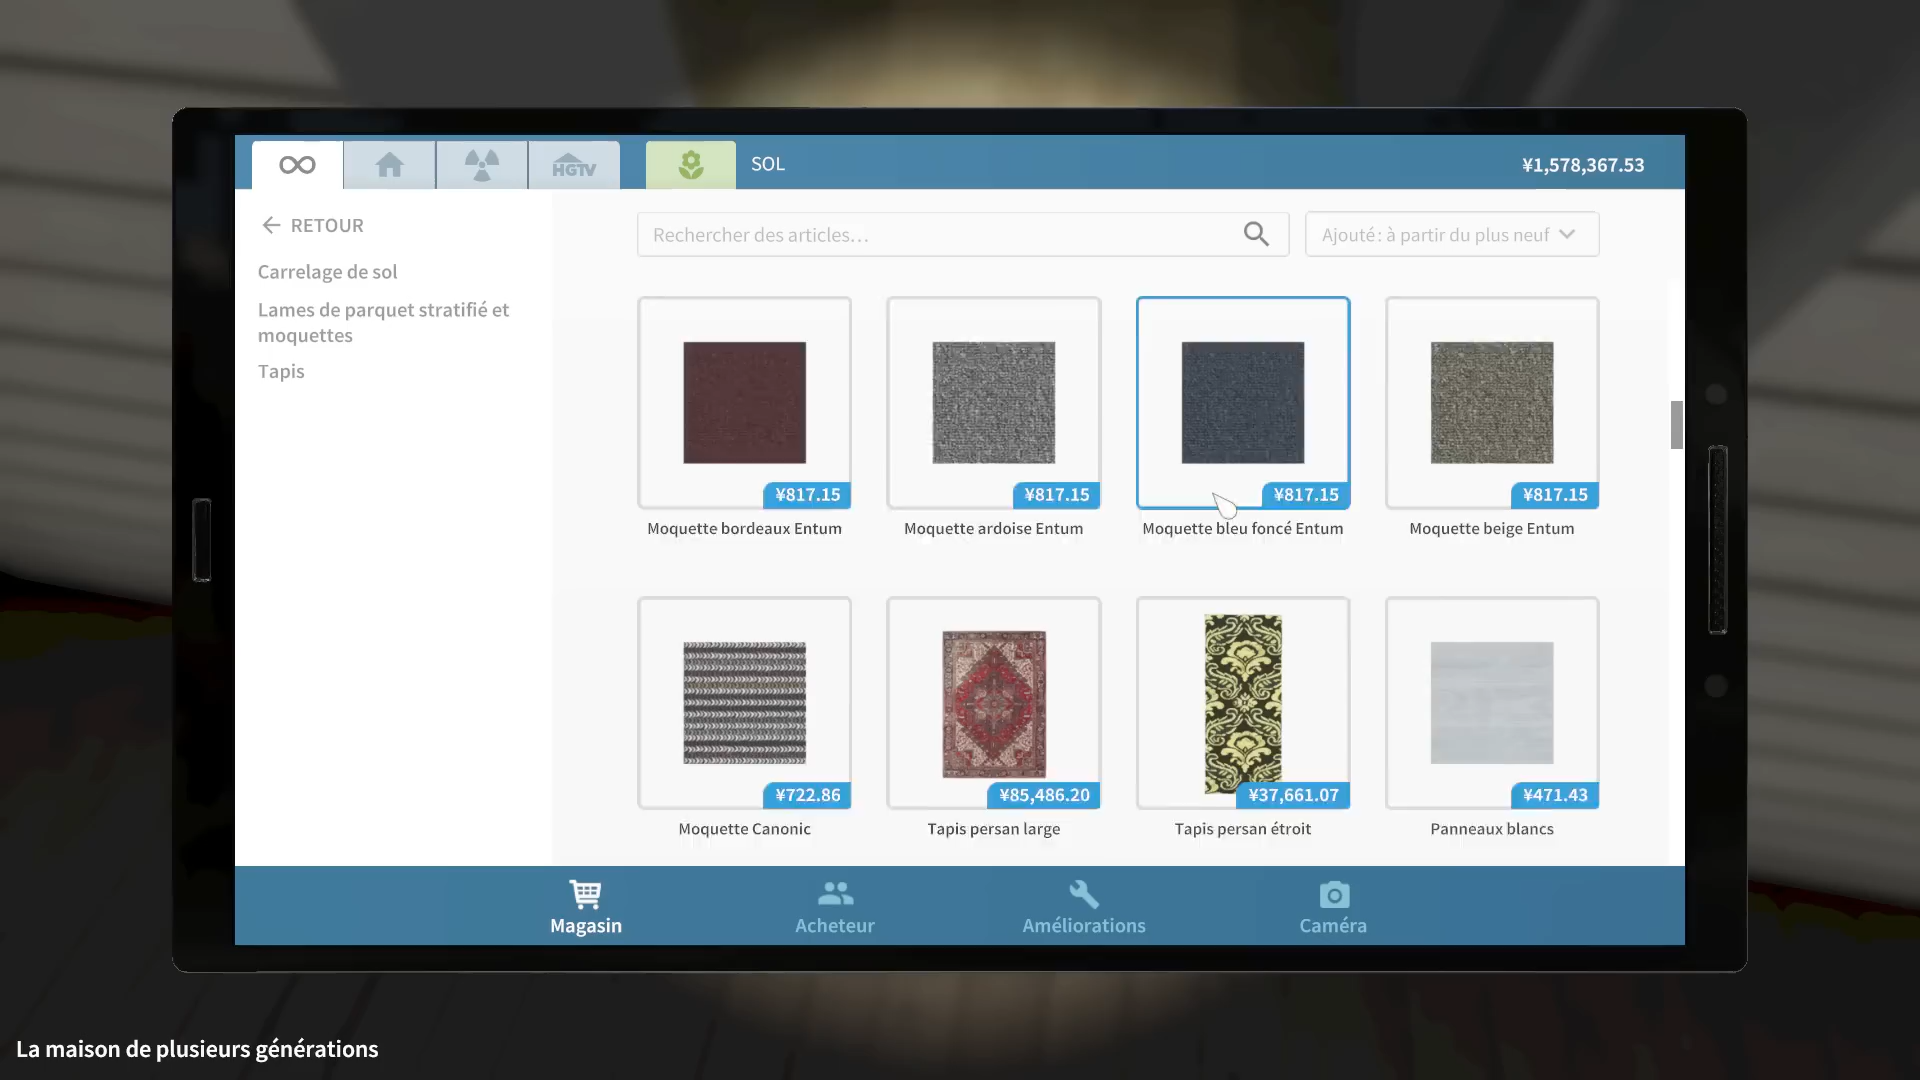 HGTV
SOL
¥1,578,367.53
RETOUR
Carrelage de sol
Lames de parquet stratifié et
moquettes
Tapis
Rechercher des articles...
Ajouté : à partir du plus neuf
¥817.15
¥817.15
¥817.15
¥817.15
Moquette bordeaux Entum
Moquette ardoise Entum
Moquette bleu foncé Entum
Moquette beige Entum
¥722.86
¥85,486.20
¥37,661.07
¥471.43
Moquette Canonic
Tapis persan large
Tapis persan étroit
Panneaux blancs
Magasin
Acheteur
Améliorations
Caméra
La maison de plusieurs générations